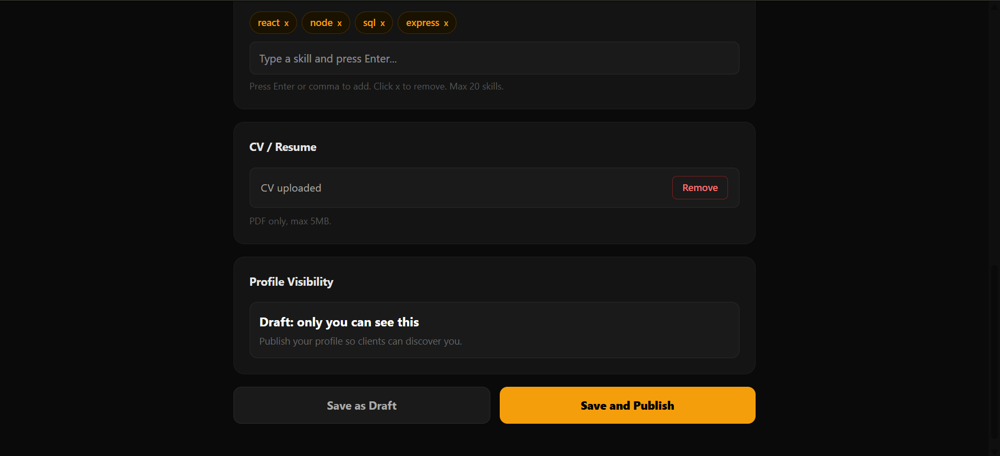 react x node x sql x express x
Type a skill and press Enter...
Press Enter or comma to add. Click x to remove. Max 20 skills.
CV / Resume
CV uploaded Remove
PDF only, max 5MB.
Profile Visibility
Draft: only you can see this
Publish your profile so clients can discover you.
Save as Draft Save and Publish